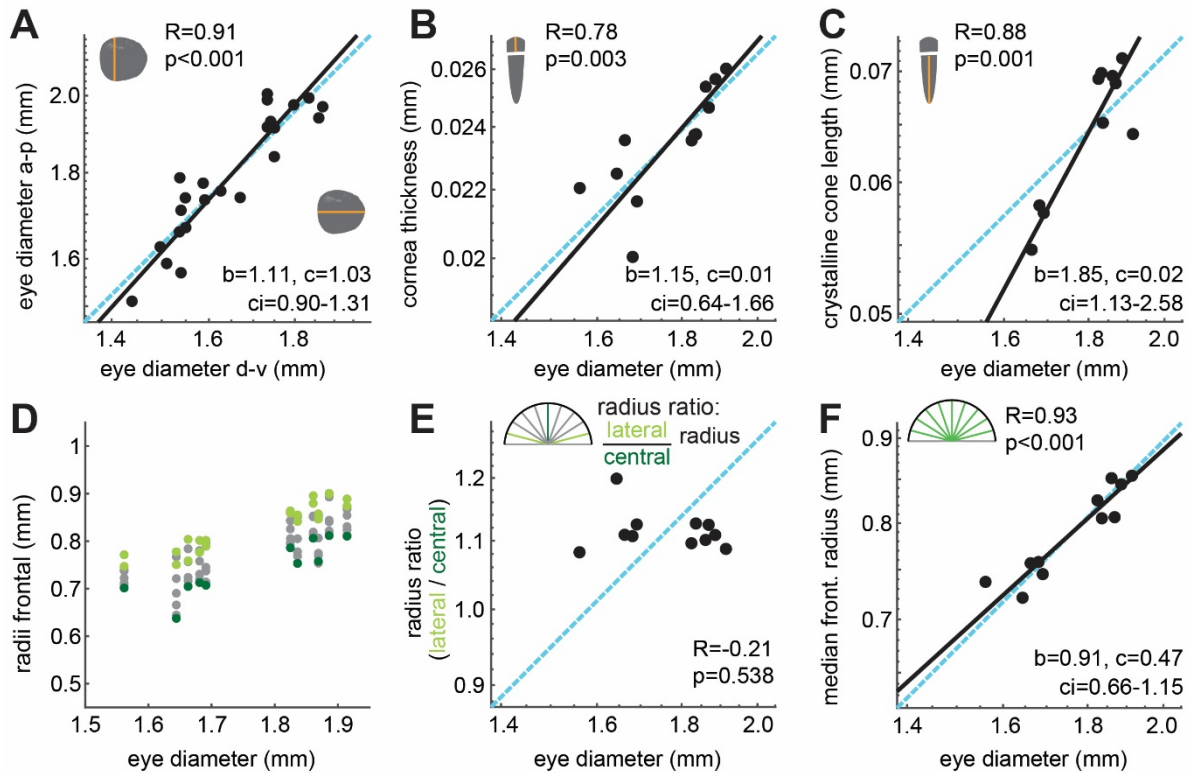 A
R=0.91
p<0.001
2.0
1.8
1.6
eye diameter a-p (mm)
b=1.11, c=1.03
ci=0.90-1.31
1.4
1.6
1.8
eye diameter d-v (mm)
B
R=0.78
p=0.003
0.026
0.024
0.022
0.02
cornea thickness (mm)
b=1.15, c=0.01
ci=0.64-1.66
1.4
1.6
1.8
2.0
eye diameter (mm)
C
R=0.88
p=0.001
0.07
0.06
0.05
crystalline cone length (mm)
b=1.85, c=0.02
ci=1.13-2.58
1.4
1.6
1.8
2.0
eye diameter (mm)
D
1
0.9
0.8
0.7
0.6
0.5
radii frontal (mm)
1.5
1.6
1.7
1.8
1.9
eye diameter (mm)
E
radius ratio:
lateral
radius
central
1.2
1.1
1.0
0.9
radius ratio
(lateral / central)
R=-0.21
p=0.538
1.4
1.6
1.8
2.0
eye diameter (mm)
F
R=0.93
p<0.001
0.9
0.8
0.7
median front. radius (mm)
b=0.91, c=0.47
ci=0.66-1.15
1.4
1.6
1.8
2.0
eye diameter (mm)